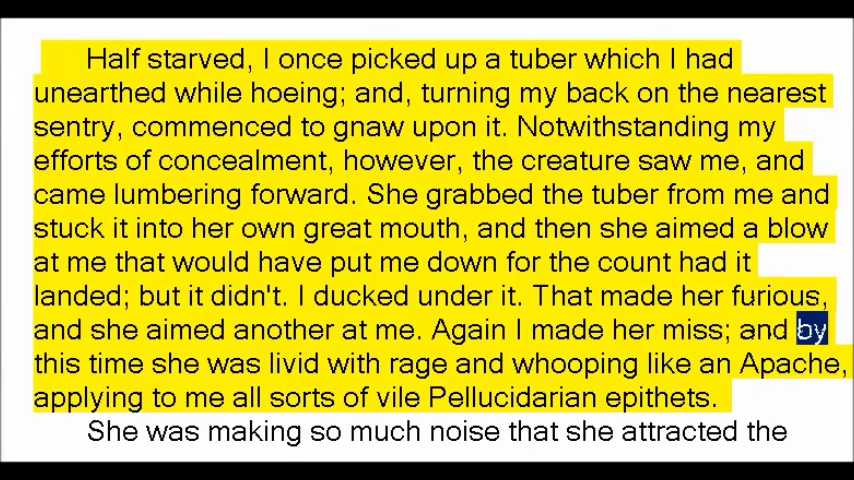 Half starved, I once picked up a tuber which I had
unearthed while hoeing; and, turning my back on the nearest
sentry, commenced to gnaw upon it. Notwithstanding my
efforts of concealment, however, the creature saw me, and
came lumbering forward. She grabbed the tuber from me and
stuck it into her own great mouth, and then she aimed a blow
at me that would have put me down for the count had it
landed; but it didn't. I ducked under it. That made her furious,
and she aimed another at me. Again I made her miss; and by
this time she was livid with rage and whooping like an Apache,
applying to me all sorts of vile Pellucidarian epithets.
She was making so much noise that she attracted the